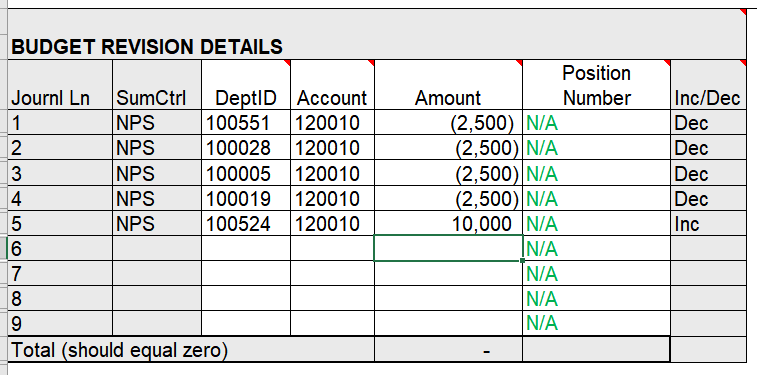 BUDGET REVISION DETAILS
Position
Journl Ln SumCtrl DeptID Account Amount Number Inc/Dec
1 NPS 100551 120010 (2,500) N/A Dec
2 NPS 100028 120010 (2,500) N/A Dec
3 NPS 100005 120010 (2,500) N/A Dec
4 NPS 100019 120010 (2,500) N/A Dec
5 NPS 100524 120010 10,000 N/A Inc
6 N/A
7 N/A
8 N/A
9 N/A
Total (should equal zero) -